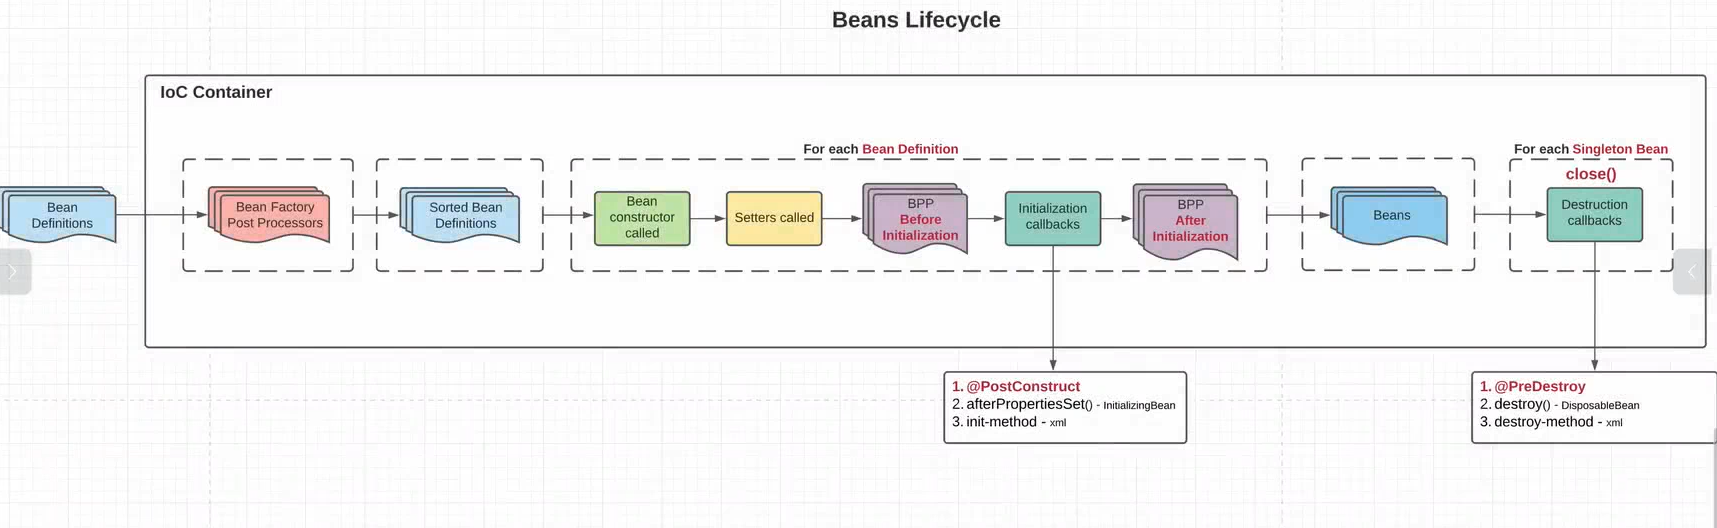 Beans Lifecycle
IoC Container
For each Bean Definition
For each Singleton Bean
close()
Bean
Definitions
Bean Factory
Post Processors
Sorted Bean
Definitions
Bean
constructor
called
Setters called
BPP
Before
Initialization
Initialization
callbacks
BPP
After
Initialization
Beans
Destruction
callbacks
1. @PostConstruct
2. afterPropertiesSet() - InitializingBean
3. init-method - xml
1. @PreDestroy
2. destroy() - DisposableBean
3. destroy-method - xml